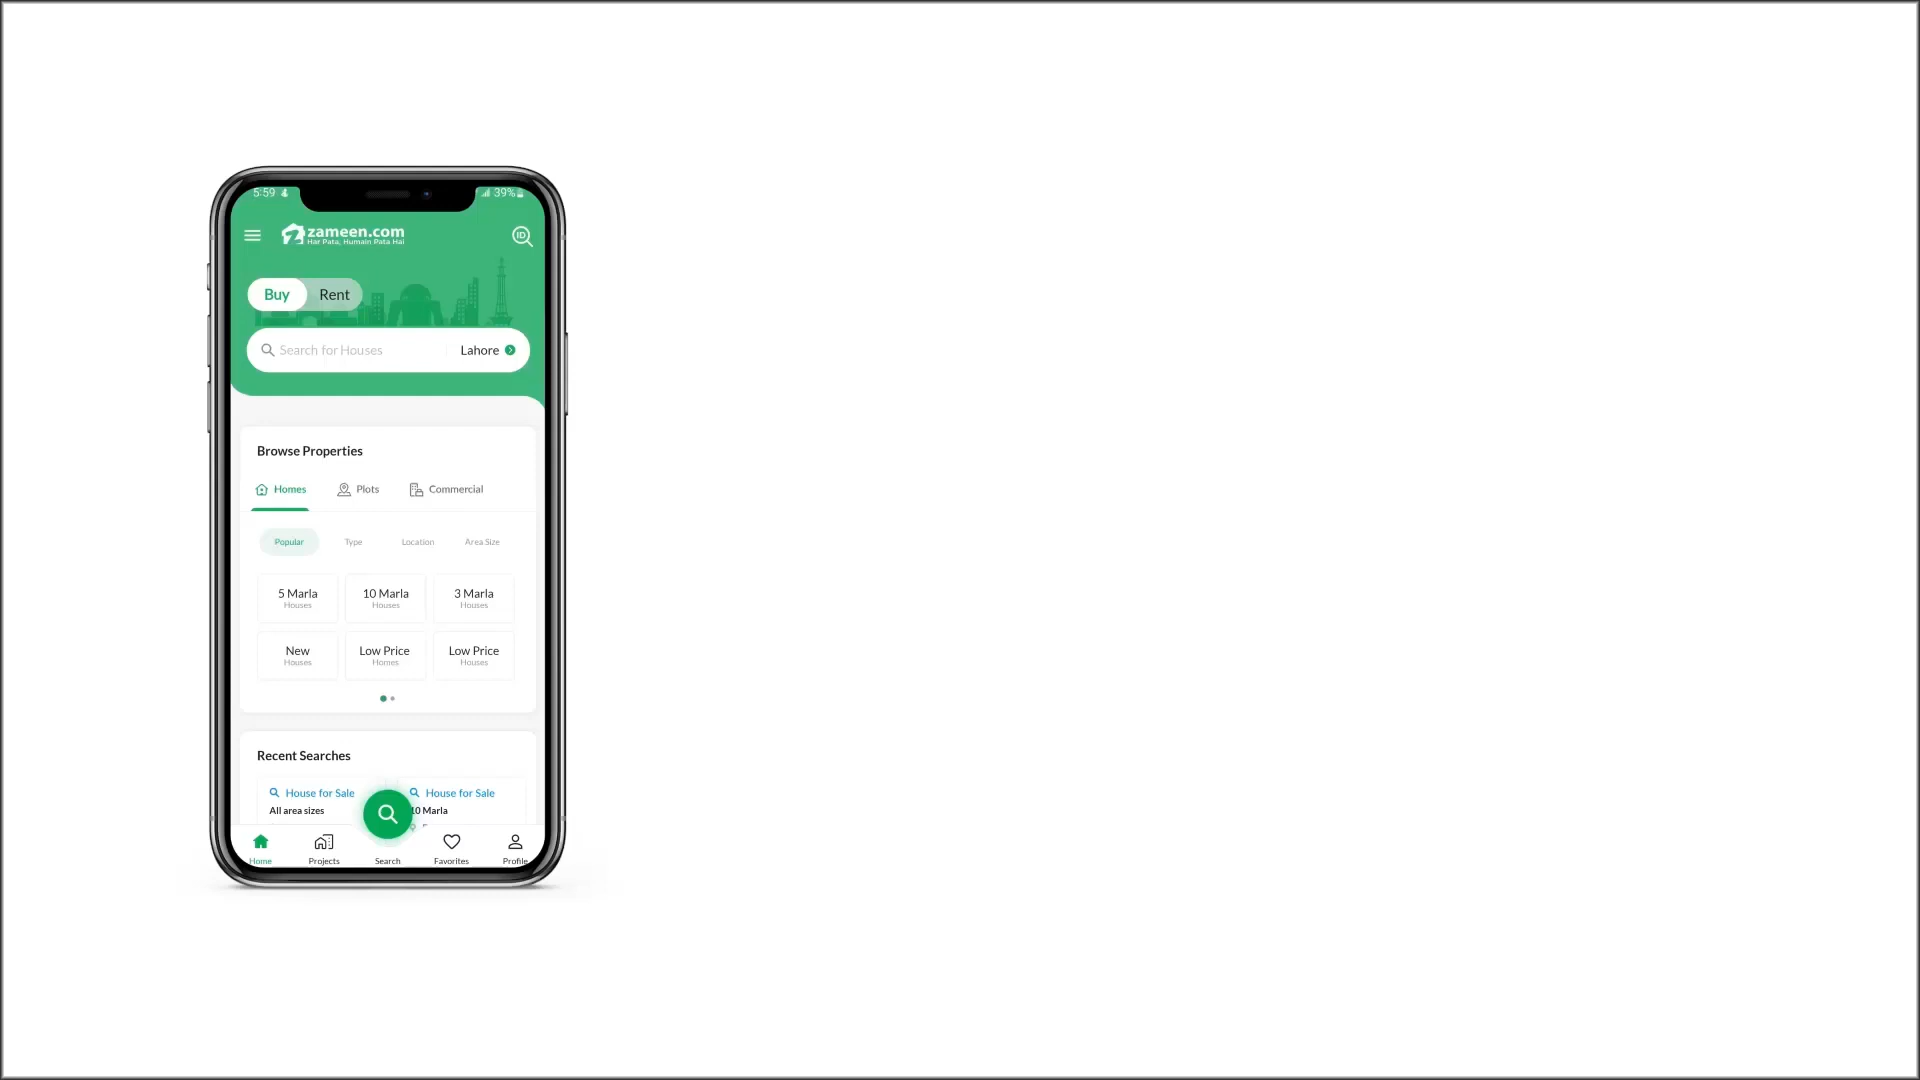 5:59
39%
zameen.com
Har Pata, Humain Pata Hai
ID
Buy Rent
Search for Houses Lahore
Browse Properties
Homes Plots Commercial
Popular Type Location Area Size
5 Marla 10 Marla 3 Marla
Houses Houses Houses
New Low Price Low Price
Houses Homes Houses
Recent Searches
House for Sale House for Sale
All area sizes 10 Marla
Home Projects Search Favorites Profile